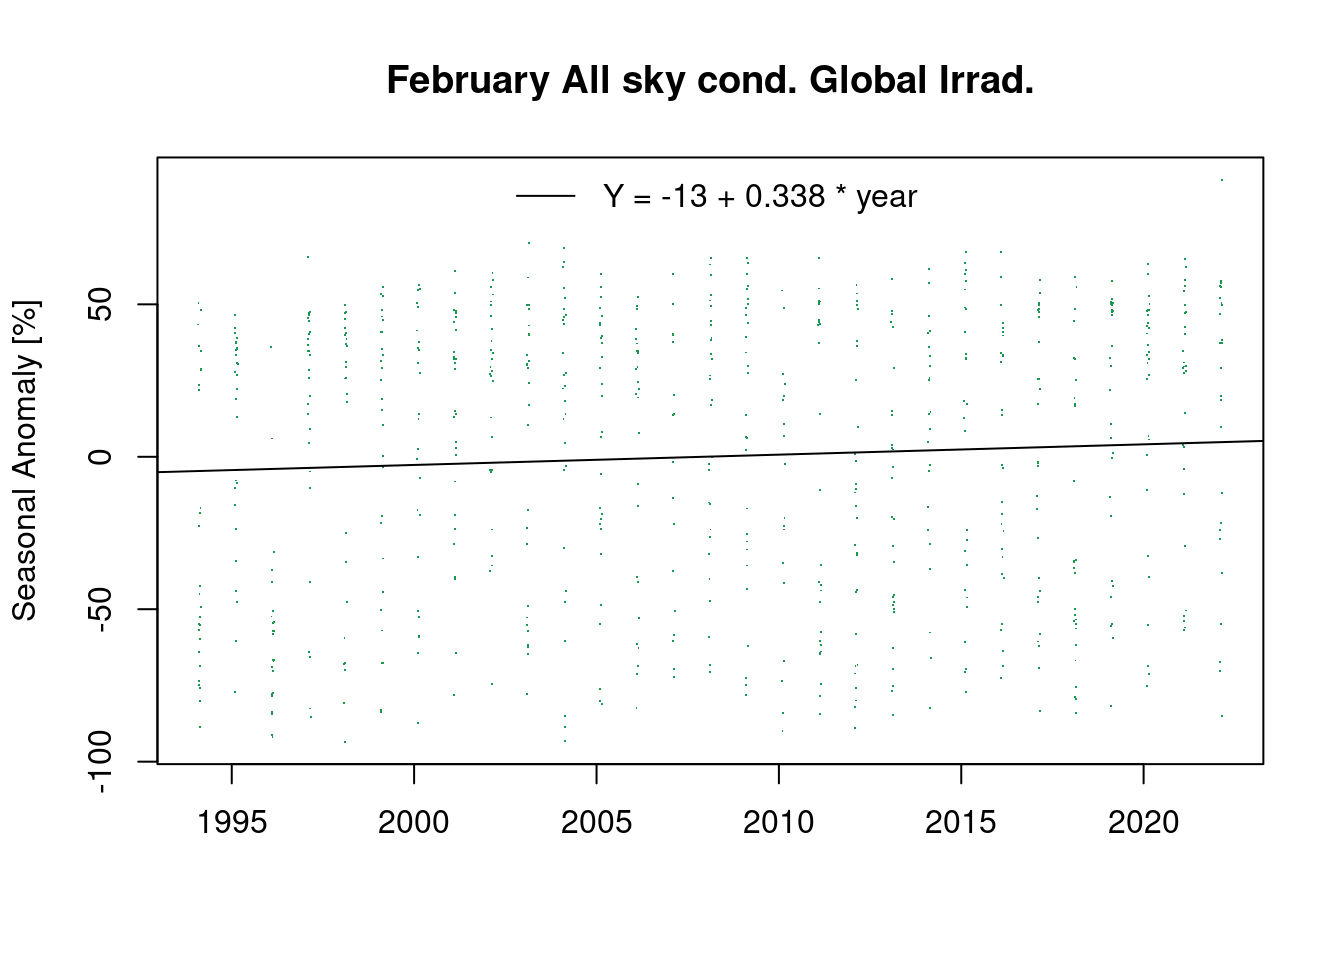 February All sky cond. Global Irrad.
Y = -13 + 0.338 * year
Seasonal Anomaly [%]
50
0
-50
-100
1995 2000 2005 2010 2015 2020